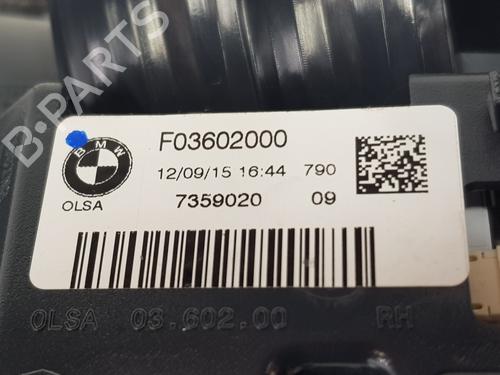 B-PARTS
BMW
F03602000
12/09/15 16:44 790
OLSA
7359020 09
OLSA 03.602.00 RH